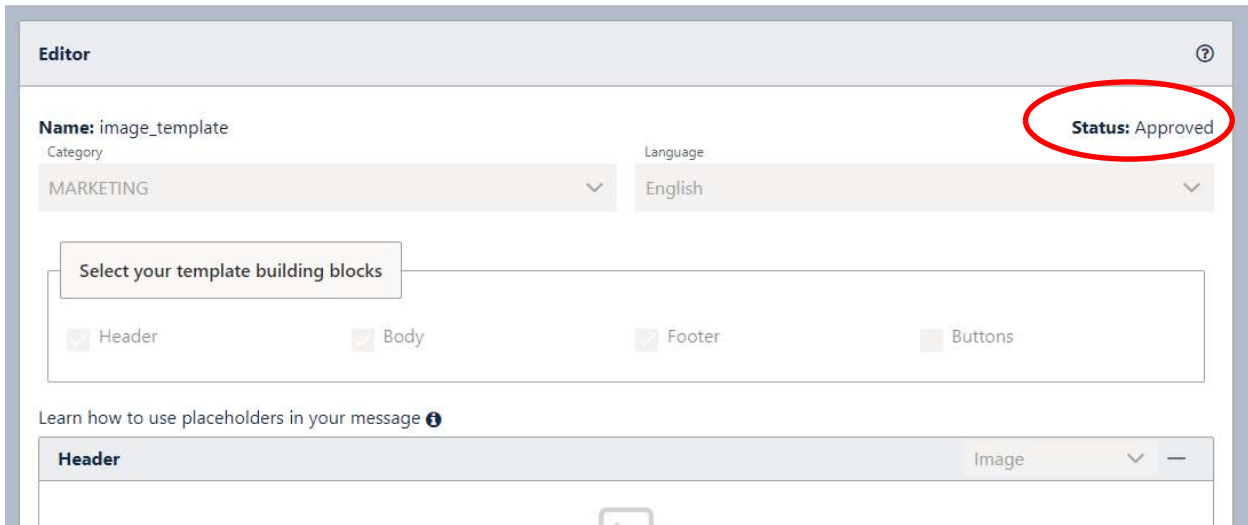 Editor
Name: image_template
Status: Approved
Category
Language
MARKETING
English
Select your template building blocks
Header
Body
Footer
Buttons
Learn how to use placeholders in your message
Header
Image